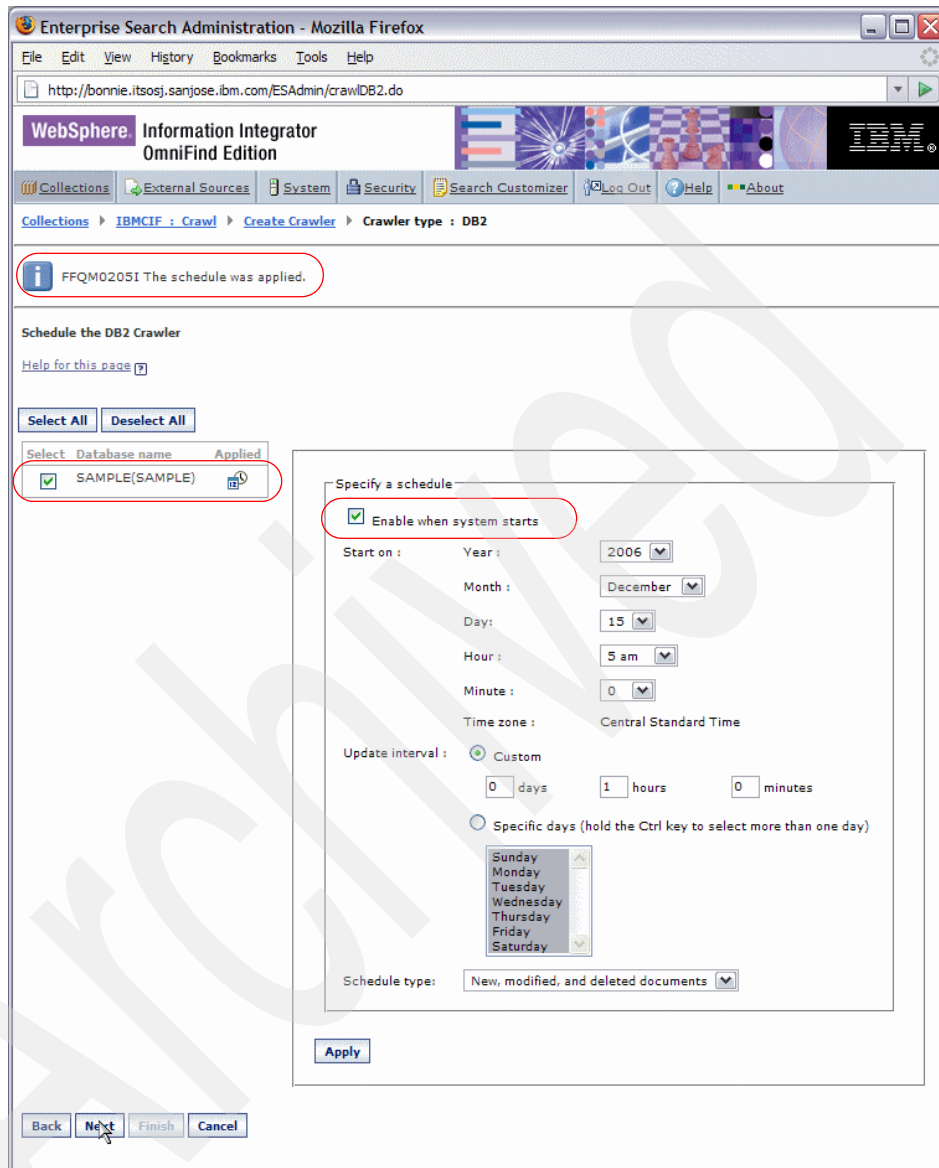 Enterprise Search Administration - Mozilla Firefox
File Edit View History Bookmarks Tools Help
http://bonnie.itsosj.sanjose.ibm.com/ESAdmin/crawlDB2.do
WebSphere. Information Integrator
OmniFind Edition
IBM®
Collections External Sources System Security Search Customizer Log Out Help About
Collections IBMCIF : Crawl Create Crawler Crawler type : DB2
i FFQM0205I The schedule was applied.
Schedule the DB2 Crawler
Help for this page ?
Select All Deselect All
Select Database name Applied
SAMPLE(SAMPLE)
Specify a schedule
Enable when system starts
Start on : Year : 2006
Month : December
Day: 15
Hour : 5 am
Minute : 0
Time zone : Central Standard Time
Update interval : Custom
0 days 1 hours 0 minutes
Specific days (hold the Ctrl key to select more than one day)
Sunday
Monday
Tuesday
Wednesday
Thursday
Friday
Saturday
Schedule type: New, modified, and deleted documents
Apply
Back Next Finish Cancel
Archived